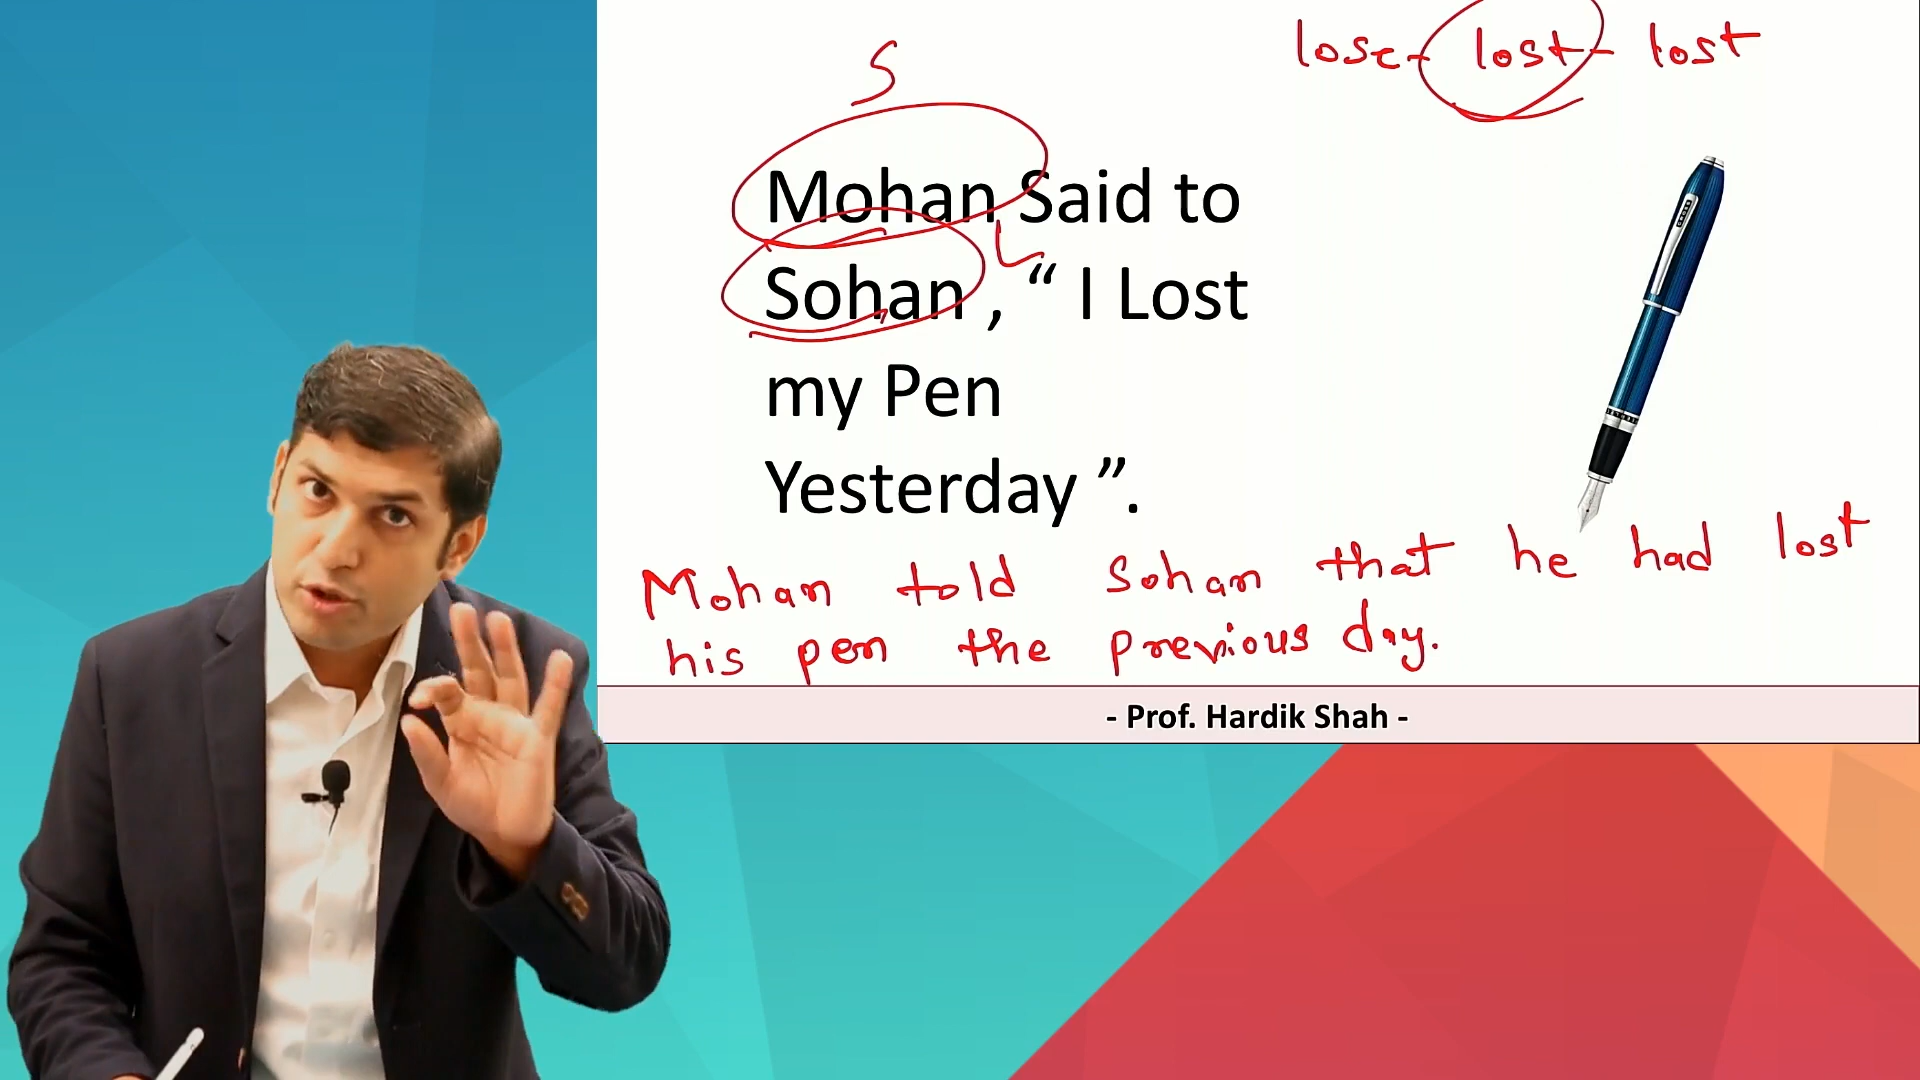 S
lose - lost - lost
Mohan Said to
Sohan , “ I Lost
my Pen
Yesterday ”.
Mohan told Sohan that he had lost
his pen the previous day.
- Prof. Hardik Shah -